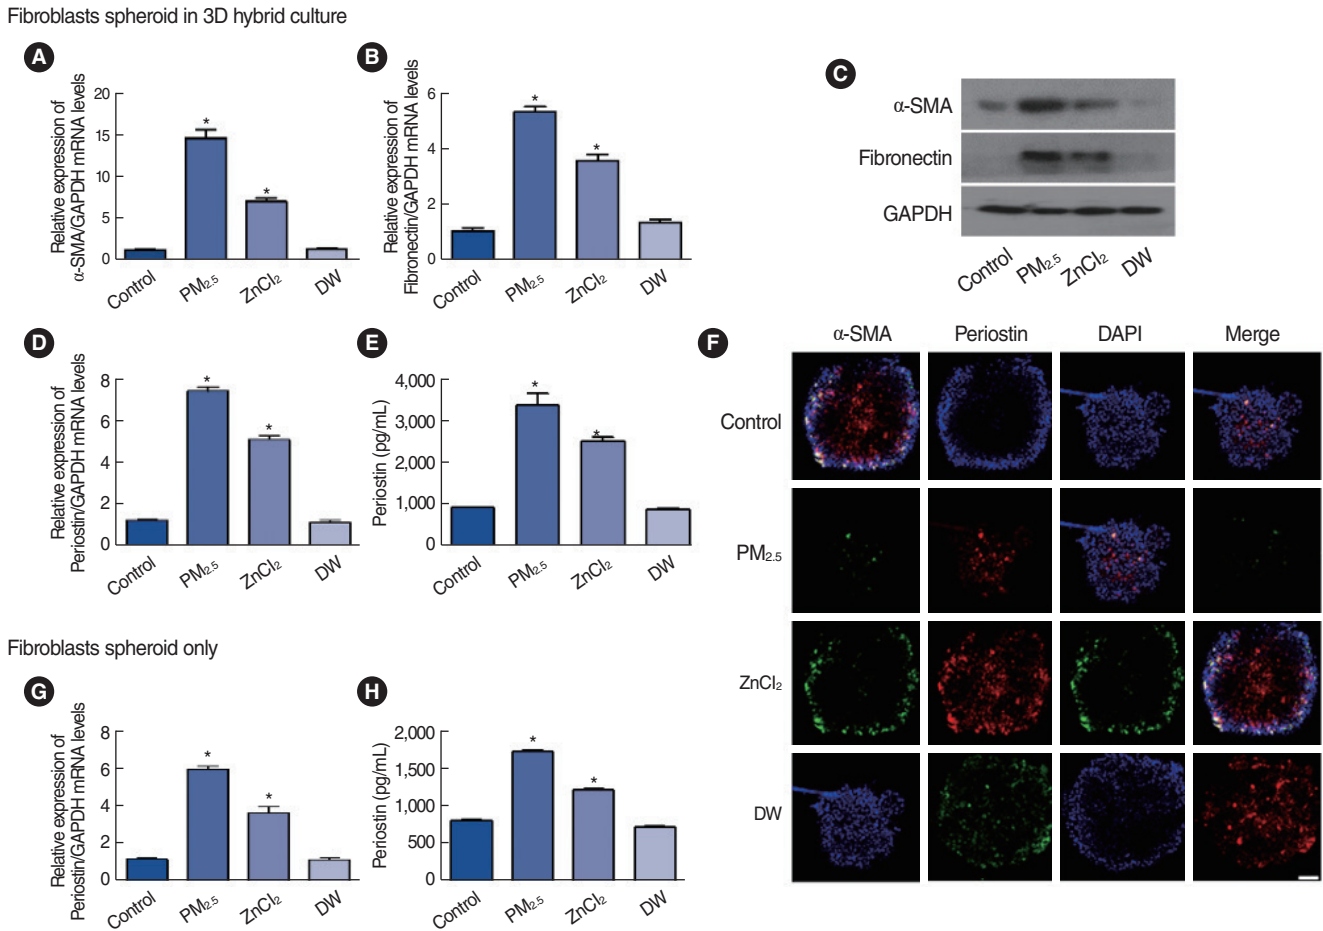 Fibroblasts spheroid in 3D hybrid culture
A
Relative expression of
α-SMA/GAPDH mRNA levels
20
15
10
5
0
*
*
Control
PM2.5
ZnCl2
DW
B
Relative expression of
Fibronectin/GAPDH mRNA levels
6
4
2
0
*
*
Control
PM2.5
ZnCl2
DW
C
α-SMA
Fibronectin
GAPDH
Control
PM2.5
ZnCl2
DW
D
Relative expression of
Periostin/GAPDH mRNA levels
8
6
4
2
0
*
*
Control
PM2.5
ZnCl2
DW
E
Periostin (pg/mL)
4,000
3,000
2,000
1,000
0
*
*
Control
PM2.5
ZnCl2
DW
F
α-SMA Periostin DAPI Merge
Control
PM2.5
ZnCl2
DW
Fibroblasts spheroid only
G
Relative expression of
Periostin/GAPDH mRNA levels
8
6
4
2
0
*
*
Control
PM2.5
ZnCl2
DW
H
Periostin (pg/mL)
2,000
1,500
1,000
500
0
*
*
Control
PM2.5
ZnCl2
DW